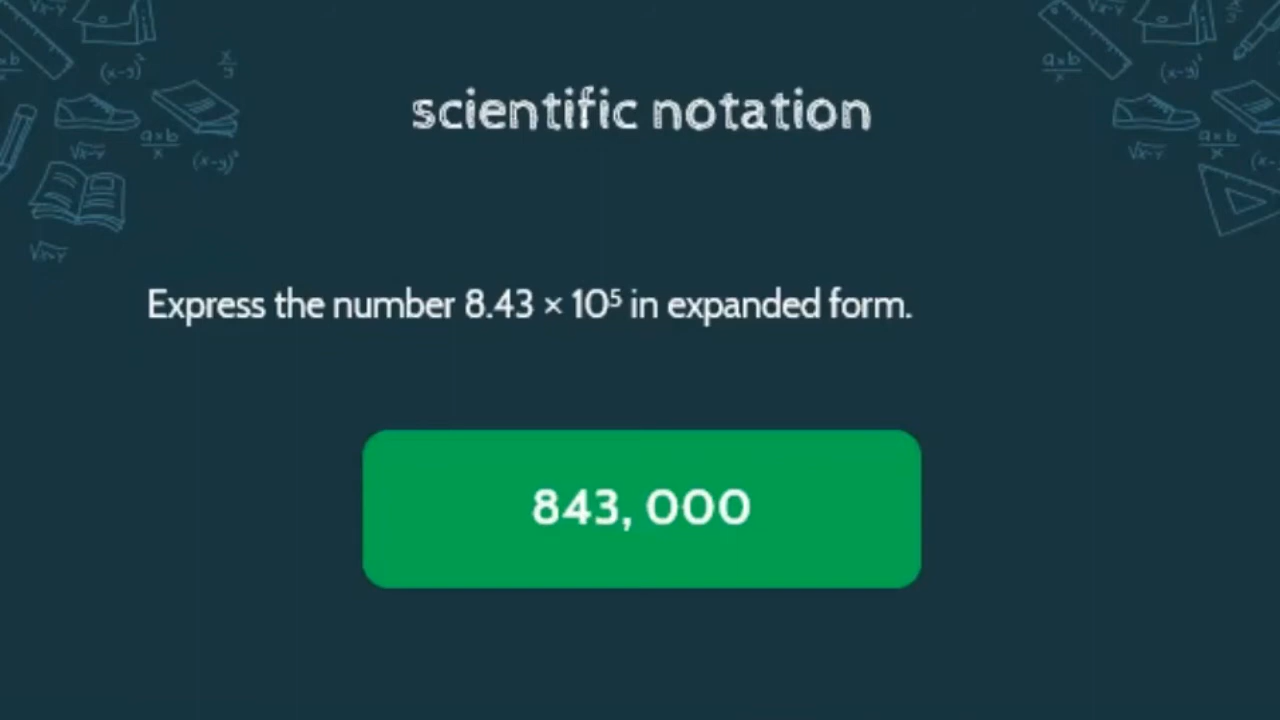 scientific notation
Express the number 8.43 × 10⁵ in expanded form.
843, 000